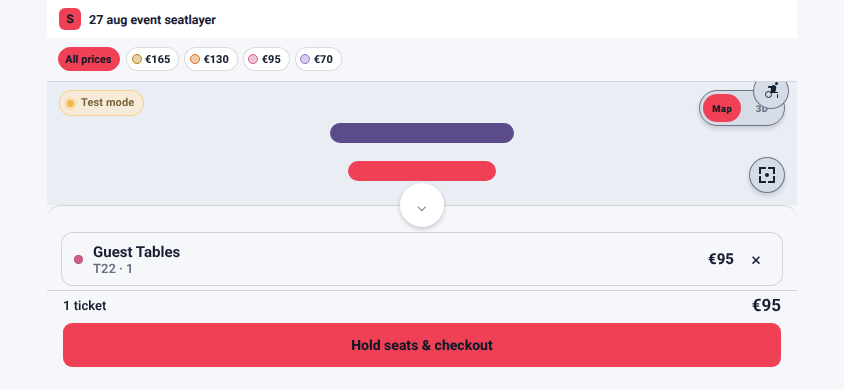 S
27 aug event seatlayer
All prices
€165
€130
€95
€70
Test mode
Map
3D
Guest Tables
€95
×
T22 · 1
1 ticket
€95
Hold seats & checkout